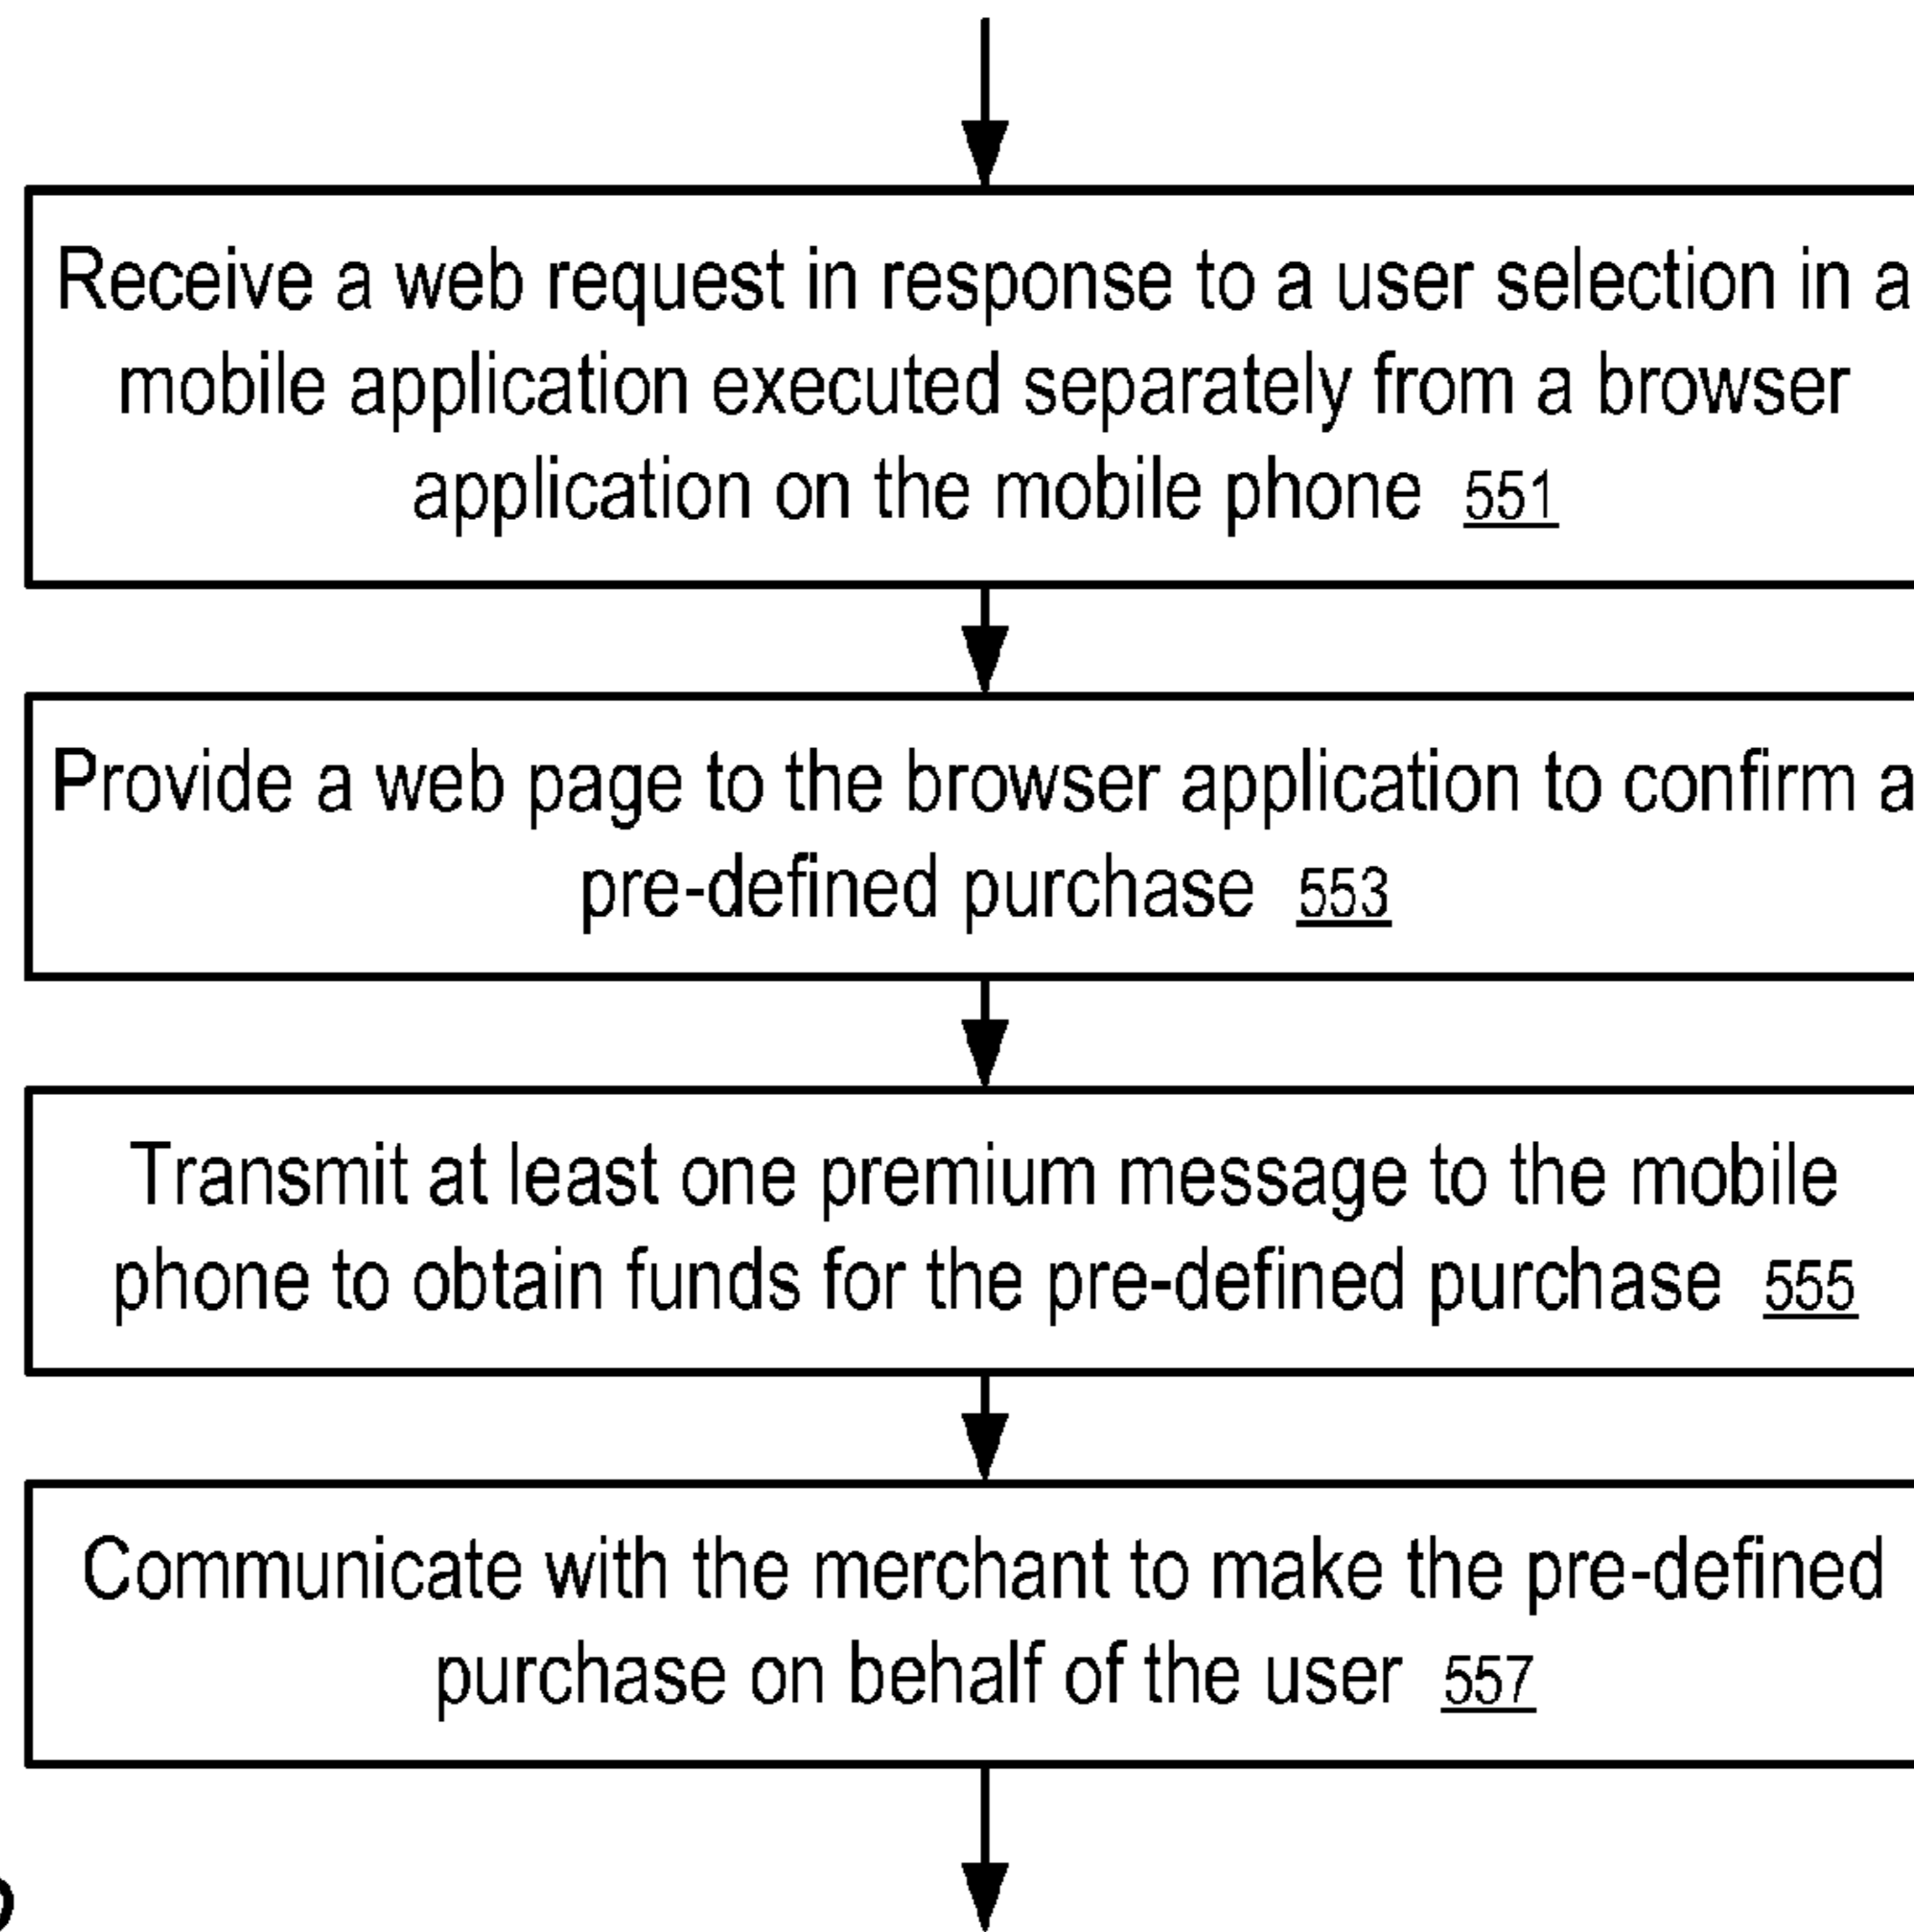 Receive a web request in response to a user selection in a
mobile application executed separately from a browser
application on the mobile phone 551
Provide a web page to the browser application to confirm a
pre-defined purchase 553
Transmit at least one premium message to the mobile
phone to obtain funds for the pre-defined purchase 555
Communicate with the merchant to make the pre-defined
purchase on behalf of the user 557